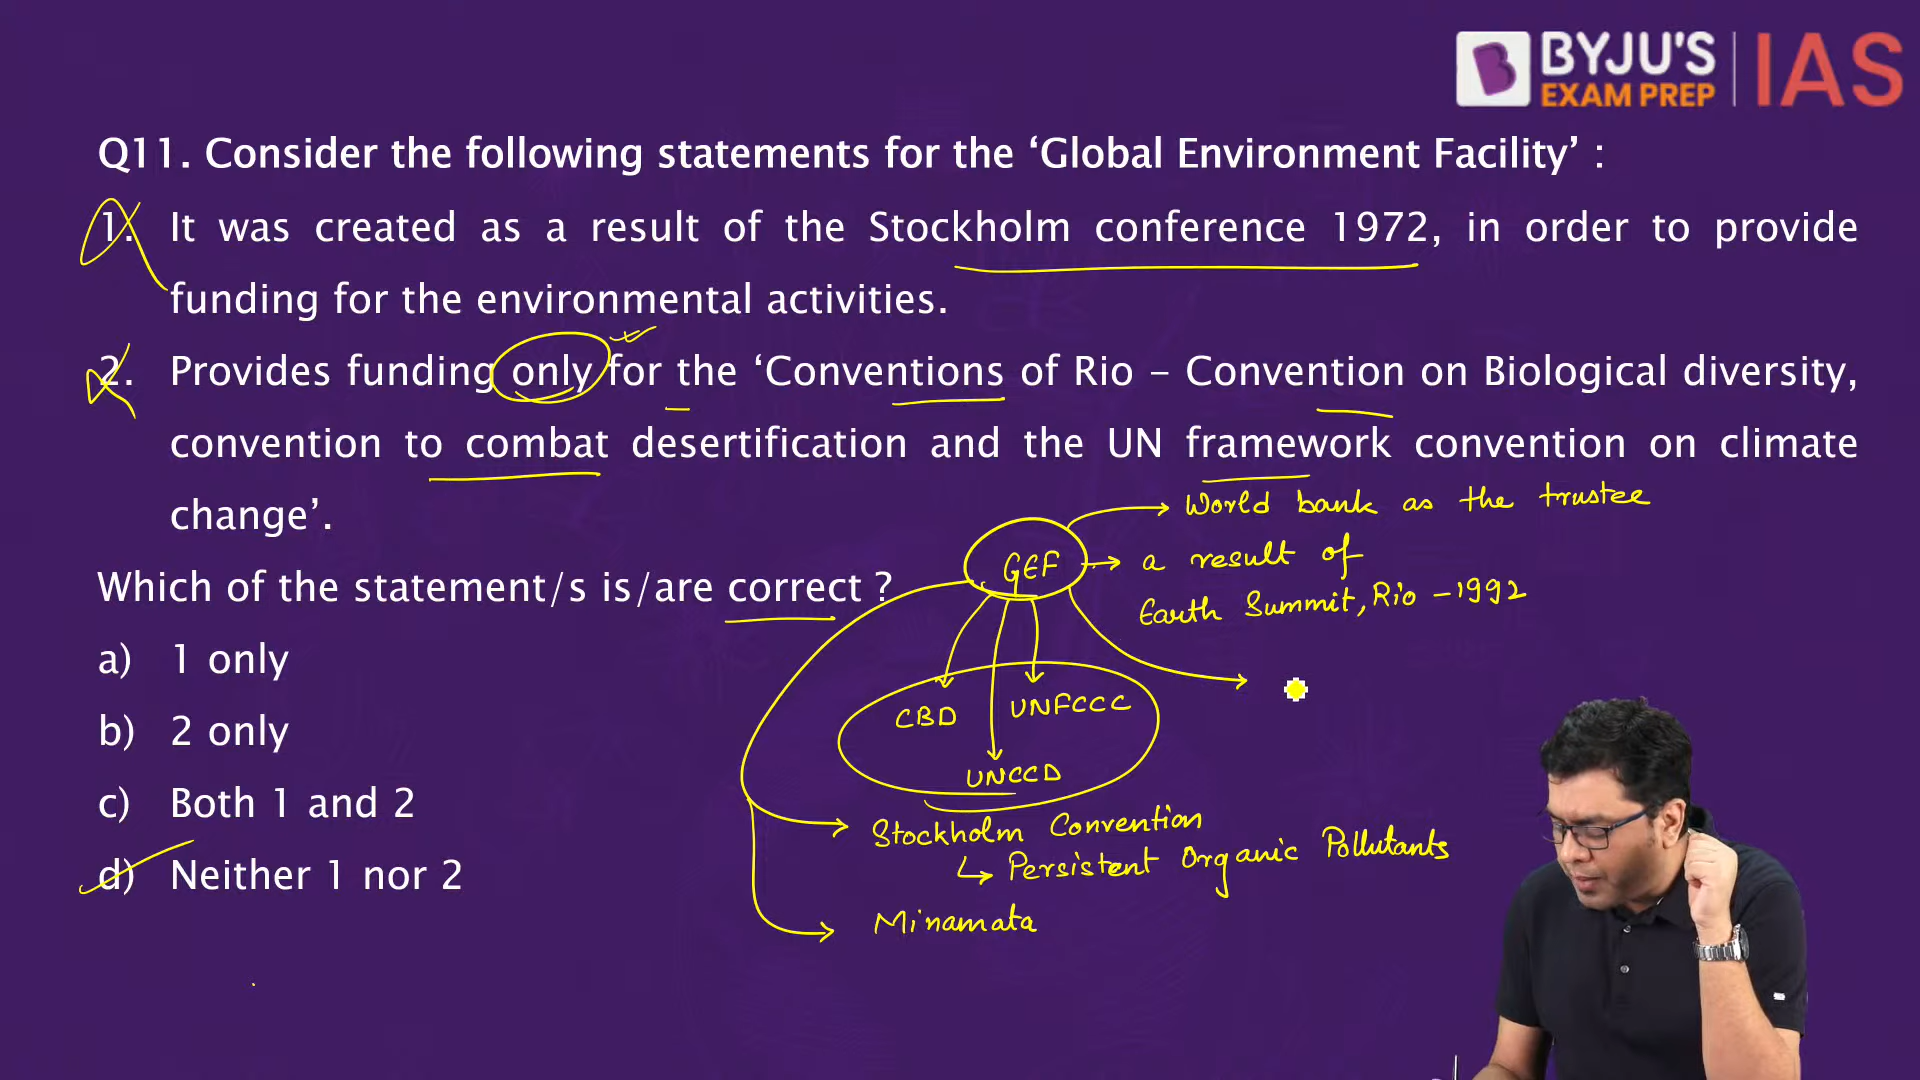 BYJU'S
EXAM PREP
IAS
Q11. Consider the following statements for the ‘Global Environment Facility’ :
1. It was created as a result of the Stockholm conference 1972, in order to provide
funding for the environmental activities.
2. Provides funding only for the ‘Conventions of Rio – Convention on Biological diversity,
convention to combat desertification and the UN framework convention on climate
change’.
World bank as the trustee
GEF
a result of
Earth Summit, Rio – 1992
Which of the statement/s is/are correct ?
a) 1 only
b) 2 only
c) Both 1 and 2
d) Neither 1 nor 2
CBD
UNFCCC
UNCCD
Stockholm Convention
Persistent Organic Pollutants
Minamata